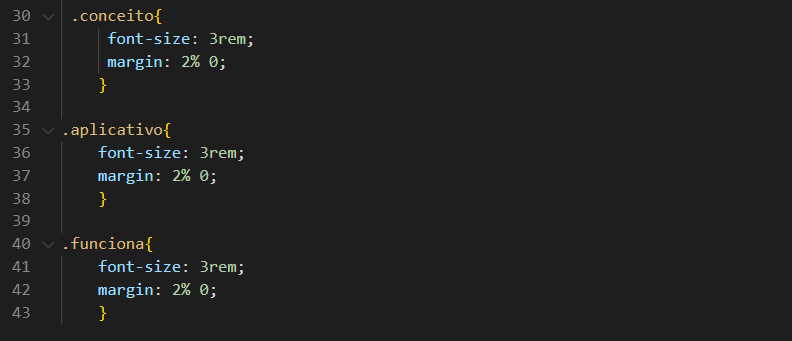 30 .conceito{
31 font-size: 3rem;
32 margin: 2% 0;
33 }
34
35 .aplicativo{
36 font-size: 3rem;
37 margin: 2% 0;
38 }
39
40 .funciona{
41 font-size: 3rem;
42 margin: 2% 0;
43 }